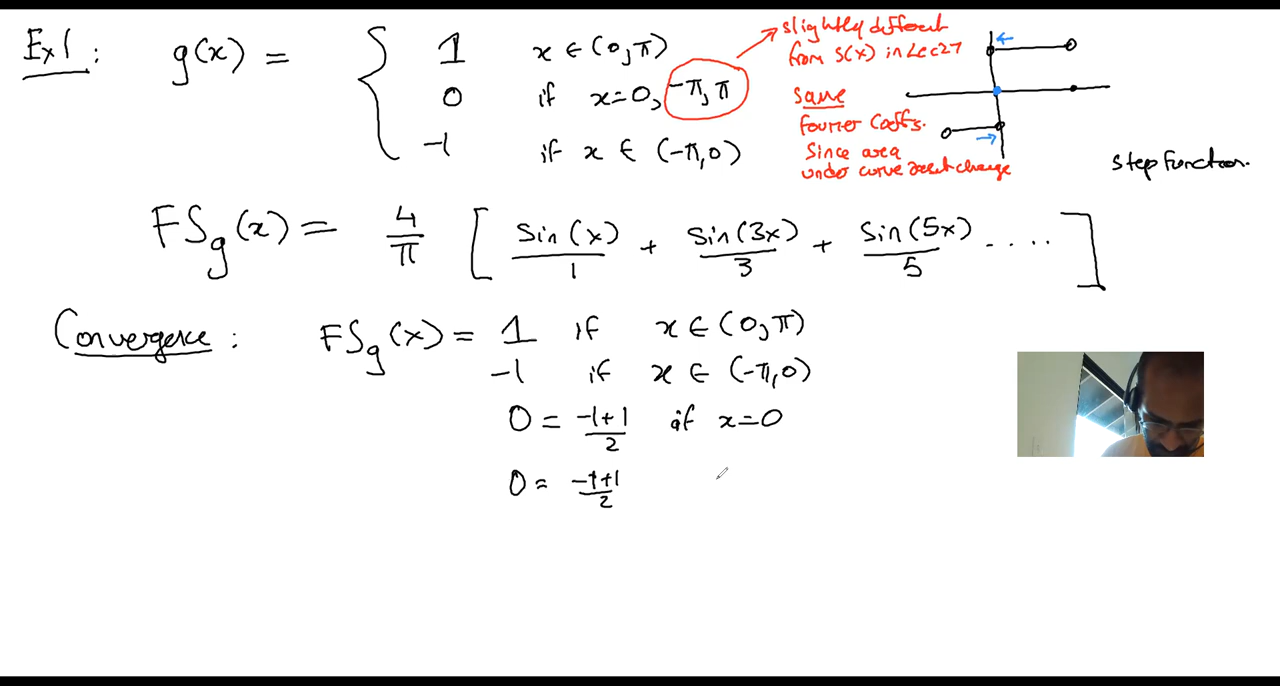 Ex1: g(x) = { 1 x ∈ (0,π)
0 if x=0, -π, π
-1 if x ∈ (-π,0)
slightly different
from S(x) in Lec27
Same
Fourier Coeffs.
Since area
under curve doesn't change
Step Function.
FS_g(x) = 4/π [ Sin(x)/1 + Sin(3x)/3 + Sin(5x)/5 .... ]
Convergence: FS_g(x) = 1 if x ∈ (0,π)
-1 if x ∈ (-π,0)
0 = -1+1/2 if x=0
0 = -1+1/2